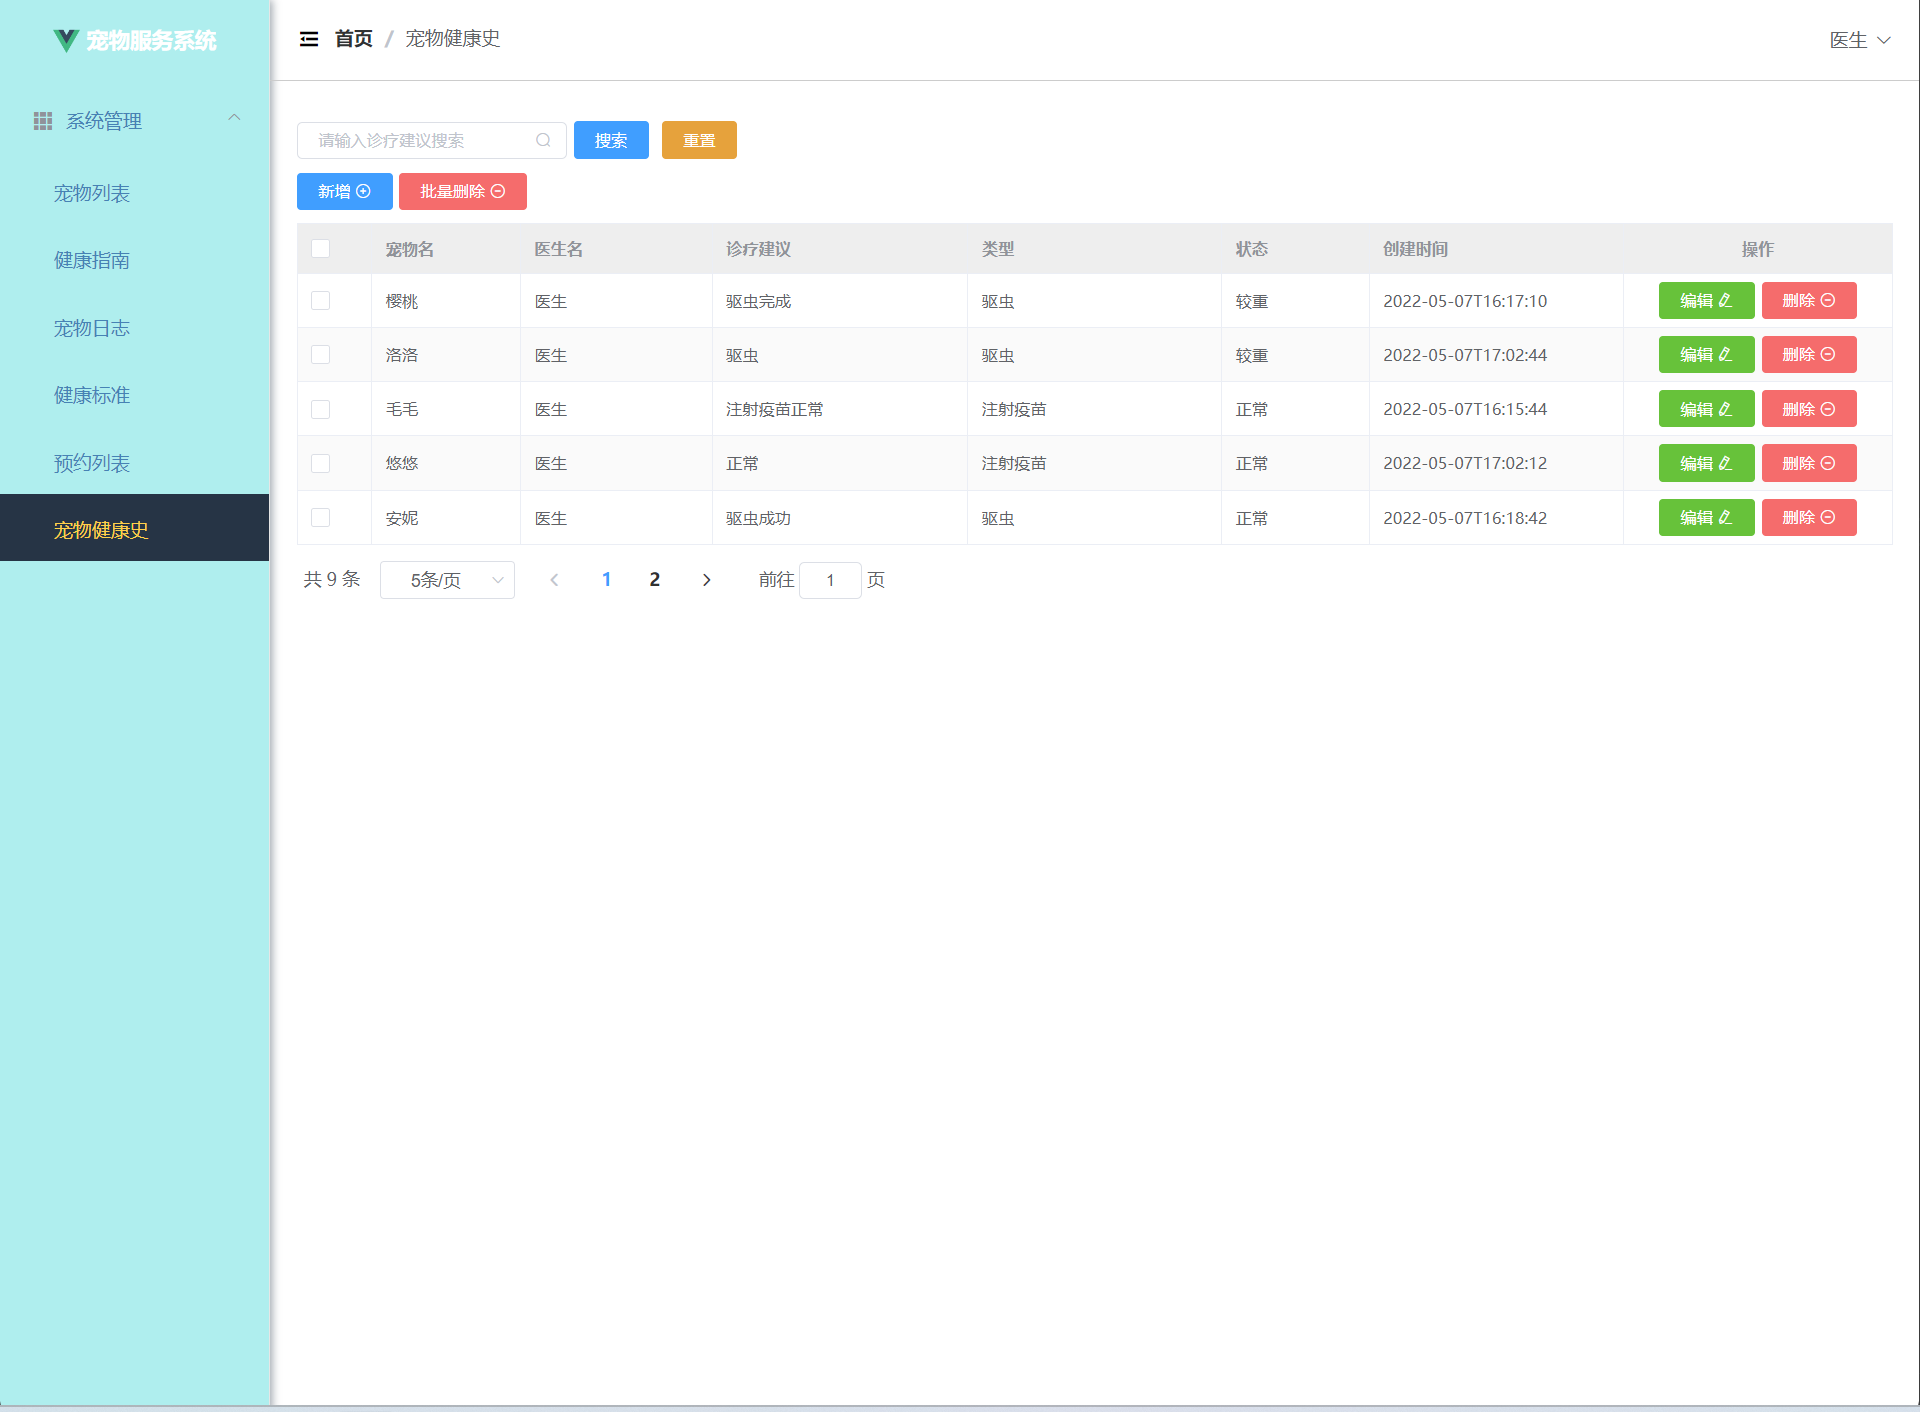 宠物服务系统
首页 / 宠物健康史
医生
系统管理
宠物列表
健康指南
宠物日志
健康标准
预约列表
宠物健康史
请输入诊疗建议搜索 搜索 重置
新增 批量删除
宠物名 医生名 诊疗建议 类型 状态 创建时间 操作
樱桃 医生 驱虫完成 驱虫 较重 2022-05-07T16:17:10 编辑 删除
洛洛 医生 驱虫 驱虫 较重 2022-05-07T17:02:44 编辑 删除
毛毛 医生 注射疫苗正常 注射疫苗 正常 2022-05-07T16:15:44 编辑 删除
悠悠 医生 正常 注射疫苗 正常 2022-05-07T17:02:12 编辑 删除
安妮 医生 驱虫成功 驱虫 正常 2022-05-07T16:18:42 编辑 删除
共 9 条 5条/页 1 2 前往 1 页